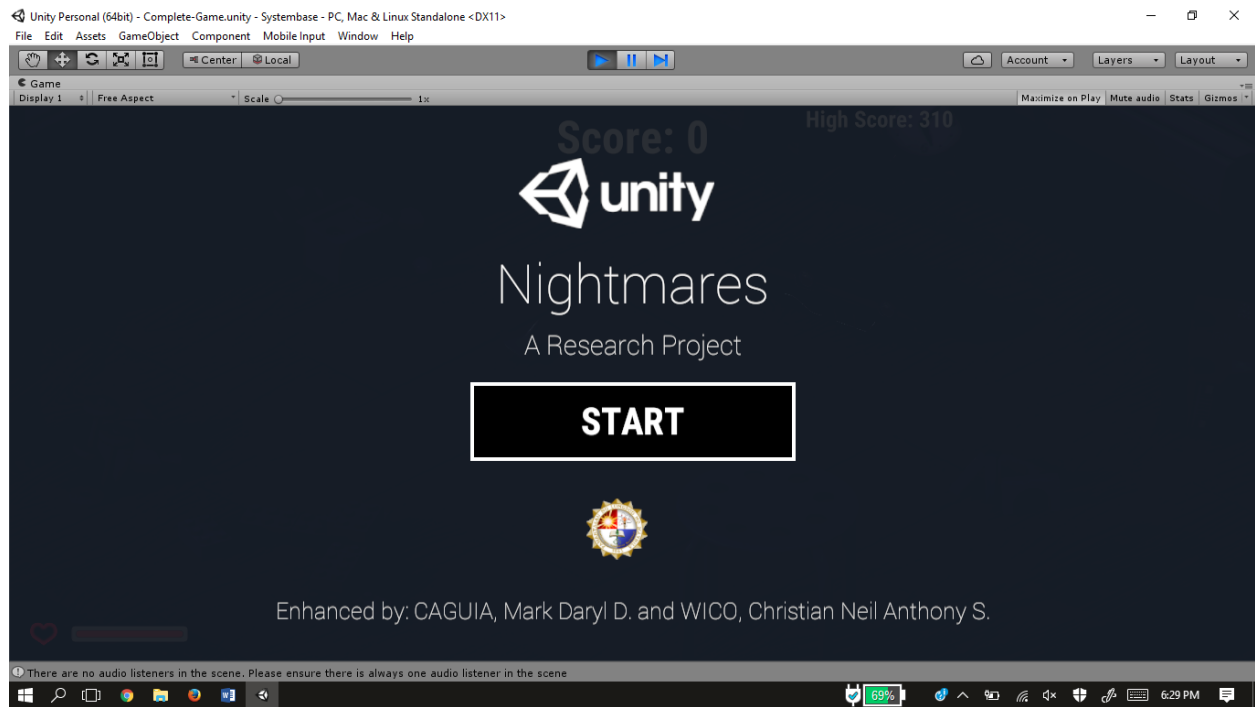 Unity Personal (64bit) - Complete-Game.unity - Systembase - PC, Mac & Linux Standalone <DX11>
File Edit Assets GameObject Component Mobile Input Window Help
Center Local Account Layers Layout
Game
Display 1 Free Aspect Scale 1x Maximize on Play Mute audio Stats Gizmos
Score: 0 High Score: 310
unity
Nightmares
A Research Project
START
Enhanced by: CAGUIA, Mark Daryl D. and WICO, Christian Neil Anthony S.
There are no audio listeners in the scene. Please ensure there is always one audio listener in the scene
69% 6:29 PM